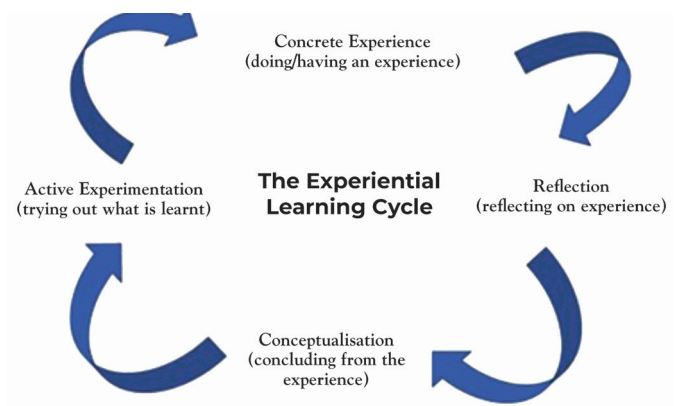 Concrete Experience
(doing/having an experience)
The Experiential
Learning Cycle
Reflection
(reflecting on experience)
Conceptualisation
(concluding from the
experience)
Active Experimentation
(trying out what is learnt)